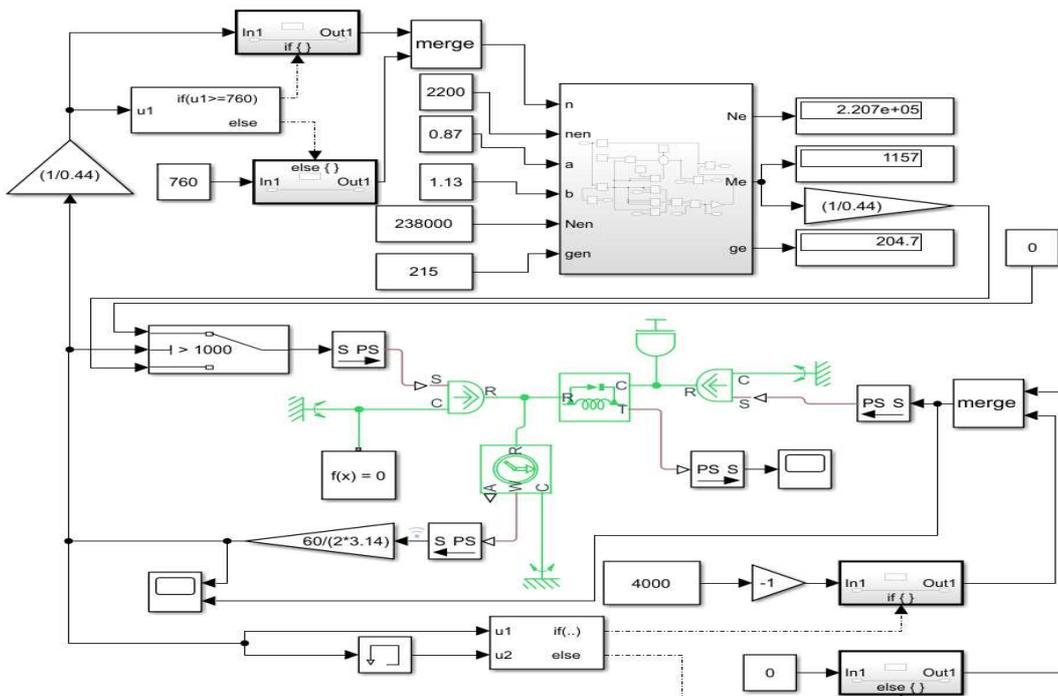 In1 Out1
if { }
merge
if(u1>=760)
u1
else
(1/0.44)
760
else { }
In1 Out1
2200
0.87
1.13
238000
215
n
nen
a
b
Nen
gen
Ne
Me
ge
2.207e+05
1157
(1/0.44)
204.7
0
> 1000
S PS
S
C
R
R
C
T
C
R
S
PS S
merge
f(x) = 0
R
A
W
C
PS S
60/(2*3.14)
S PS
4000
-1
In1 Out1
if { }
u1
if(..)
u2
else
0
In1 Out1
else { }